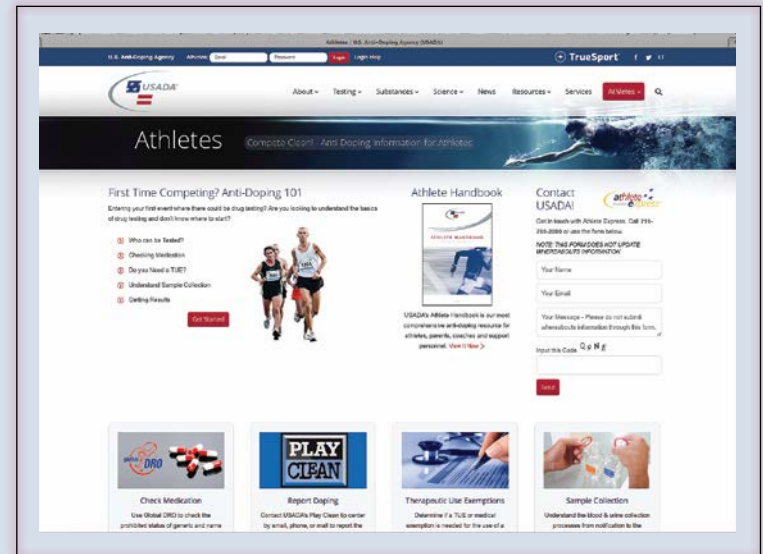 Athletes | U.S. Anti-Doping Agency (USADA)
U.S. Anti-Doping Agency Athletes: Email Password Login Login Help TrueSport
USADA
About Testing Substances Science News Resources Services Athletes
Athletes Compete Clean! - Anti Doping Information for Athletes
First Time Competing? Anti-Doping 101
Entering your first event where there could be drug testing? Are you looking to understand the basics
of drug testing and don't know where to start?
Who can be Tested?
Checking Medication
Do you Need a TUE?
Understand Sample Collection
Getting Results
Get Started
Athlete Handbook
ATHLETE HANDBOOK
USADA's Athlete Handbook is our most
comprehensive anti-doping resource for
athletes, parents, coaches and support
personnel. View It Now >
Contact
USADA!
athlete express
Get in touch with Athlete Express. Call 719-
785-2000 or use the form below.
NOTE: THIS FORM DOES NOT UPDATE
WHEREABOUTS INFORMATION
Your Name
Your Email
Your Message - Please do not submit
whereabouts information through this form.
Input this Code
Send
global DRO
Check Medication
Use Global DRO to check the
prohibited status of generic and name
PLAY
CLEAN
Report Doping
Contact USADA's Play Clean tip center
by email, phone, or mail to report the
Therapeutic Use Exemptions
Determine if a TUE or medical
exemption is needed for the use of a
Sample Collection
Understand the blood & urine collection
processes from notification to the